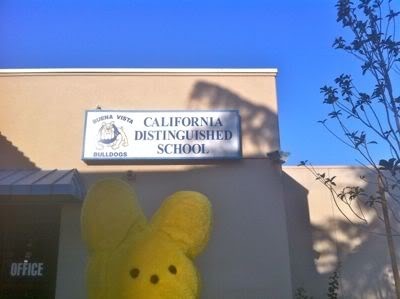 BUENA VISTA
BULLDOGS
CALIFORNIA
DISTINGUISHED
SCHOOL
OFFICE